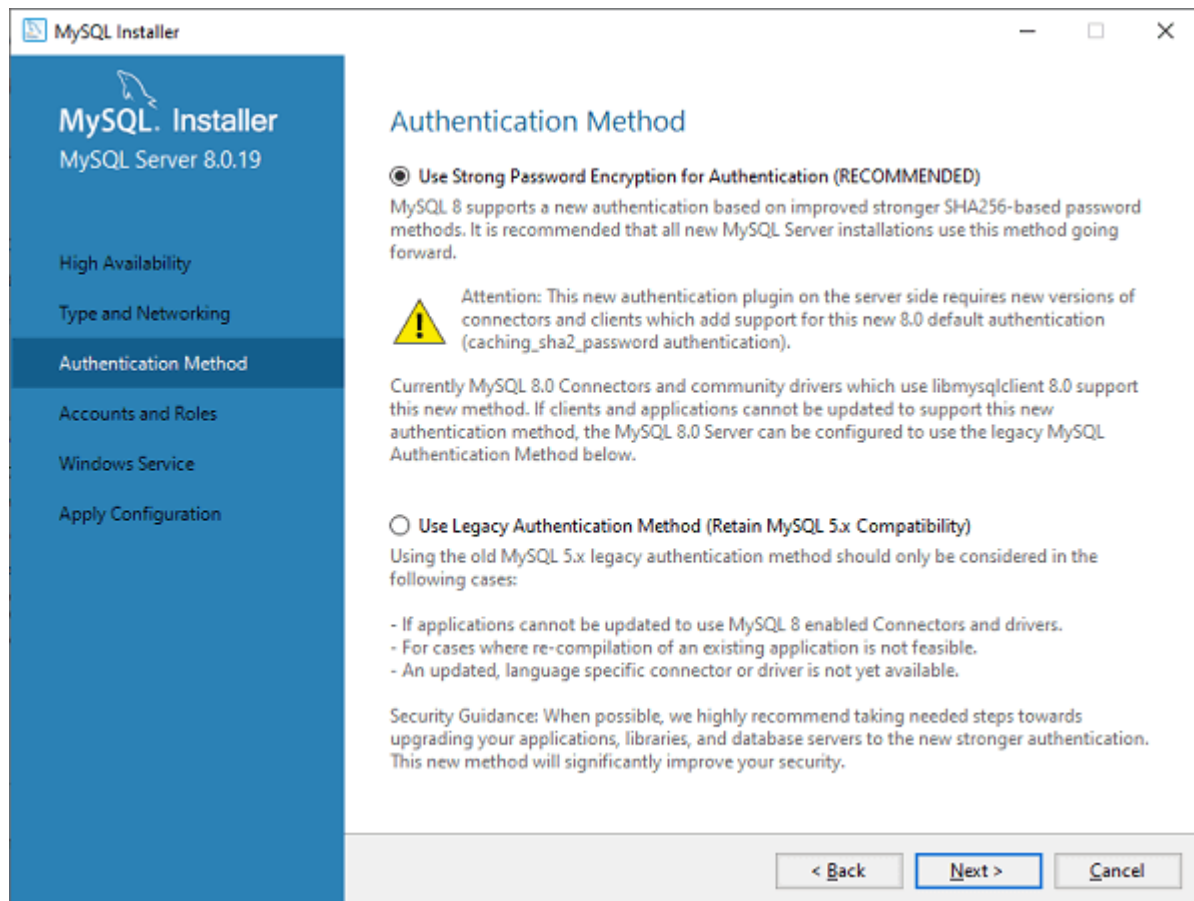 MySQL Installer
MySQL. Installer
MySQL Server 8.0.19
High Availability
Type and Networking
Authentication Method
Accounts and Roles
Windows Service
Apply Configuration
Authentication Method
Use Strong Password Encryption for Authentication (RECOMMENDED)
MySQL 8 supports a new authentication based on improved stronger SHA256-based password
methods. It is recommended that all new MySQL Server installations use this method going
forward.
Attention: This new authentication plugin on the server side requires new versions of
connectors and clients which add support for this new 8.0 default authentication
(caching_sha2_password authentication).
Currently MySQL 8.0 Connectors and community drivers which use libmysqlclient 8.0 support
this new method. If clients and applications cannot be updated to support this new
authentication method, the MySQL 8.0 Server can be configured to use the legacy MySQL
Authentication Method below.
Use Legacy Authentication Method (Retain MySQL 5.x Compatibility)
Using the old MySQL 5.x legacy authentication method should only be considered in the
following cases:
- If applications cannot be updated to use MySQL 8 enabled Connectors and drivers.
- For cases where re-compilation of an existing application is not feasible.
- An updated, language specific connector or driver is not yet available.
Security Guidance: When possible, we highly recommend taking needed steps towards
upgrading your applications, libraries, and database servers to the new stronger authentication.
This new method will significantly improve your security.
< Back
Next >
Cancel